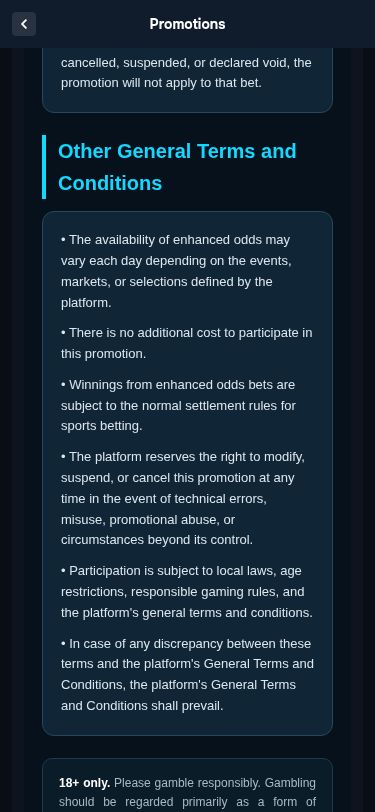 Promotions
cancelled, suspended, or declared void, the
promotion will not apply to that bet.
Other General Terms and
Conditions
• The availability of enhanced odds may
vary each day depending on the events,
markets, or selections defined by the
platform.
• There is no additional cost to participate in
this promotion.
• Winnings from enhanced odds bets are
subject to the normal settlement rules for
sports betting.
• The platform reserves the right to modify,
suspend, or cancel this promotion at any
time in the event of technical errors,
misuse, promotional abuse, or
circumstances beyond its control.
• Participation is subject to local laws, age
restrictions, responsible gaming rules, and
the platform's general terms and conditions.
• In case of any discrepancy between these
terms and the platform's General Terms and
Conditions, the platform's General Terms
and Conditions shall prevail.
18+ only. Please gamble responsibly. Gambling
should be regarded primarily as a form of